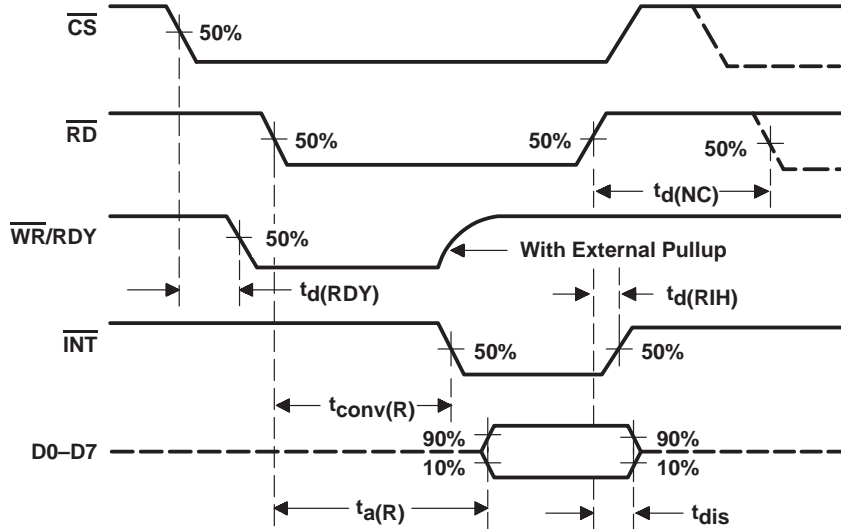 CS
50%
RD
50%
50%
50%
td(NC)
WR/RDY
50%
With External Pullup
td(RDY)
td(RIH)
INT
50%
50%
tconv(R)
D0–D7
90%
10%
90%
10%
ta(R)
tdis